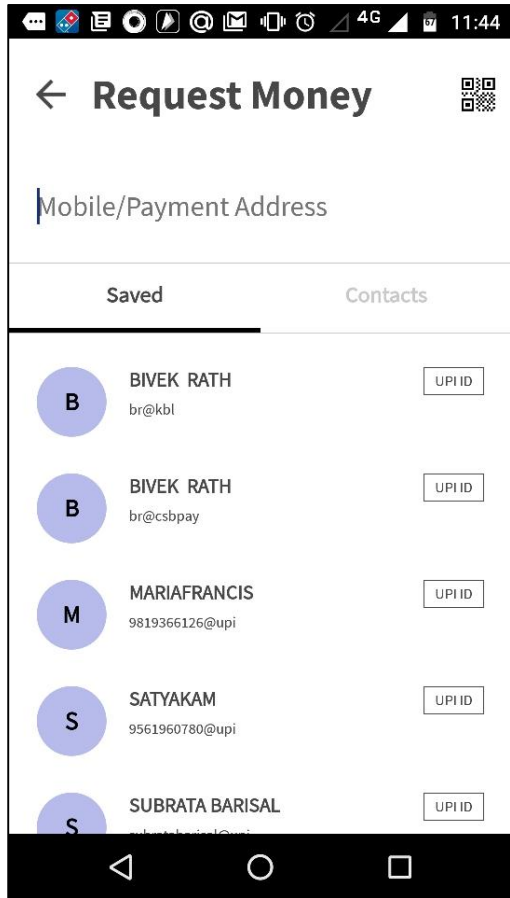 4G 67 11:44
Request Money
Mobile/Payment Address
Saved Contacts
B BIVEK RATH UPI ID
br@kbl
B BIVEK RATH UPI ID
br@csbpay
M MARIAFRANCIS UPI ID
9819366126@upi
S SATYAKAM UPI ID
9561960780@upi
S SUBRATA BARISAL UPI ID